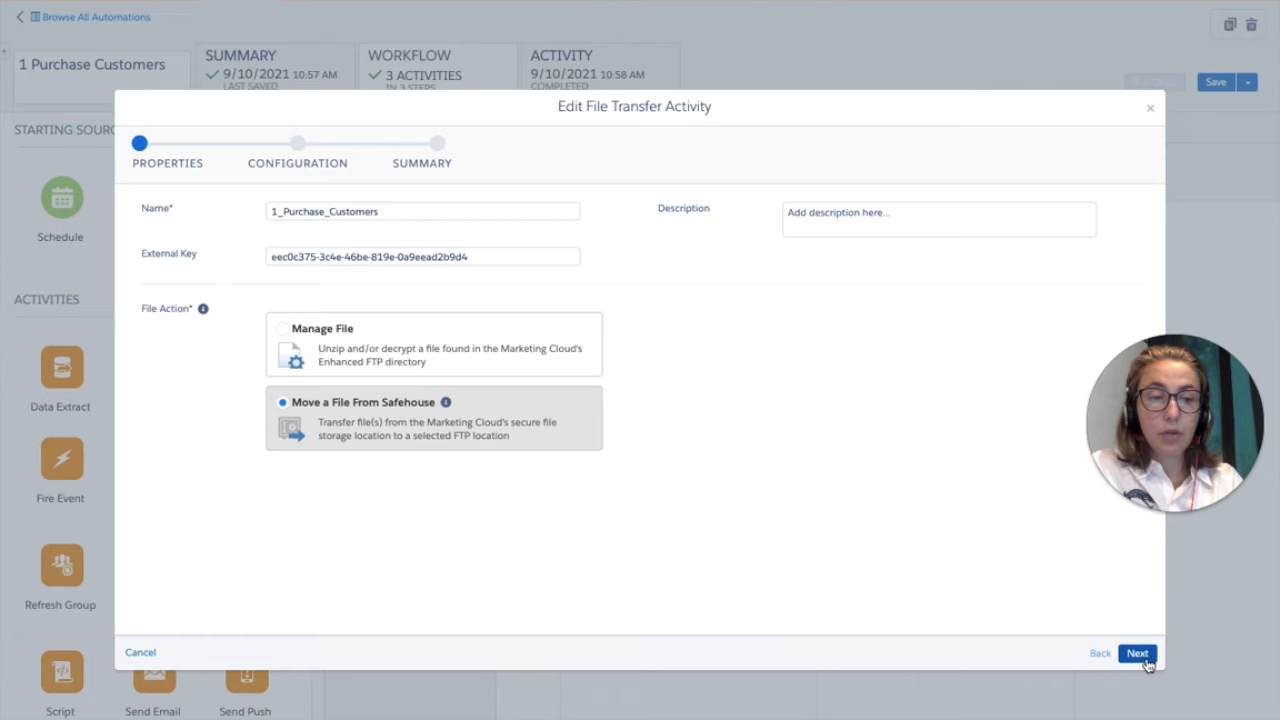 Browse All Automations
1 Purchase Customers
SUMMARY
9/10/2021 10:57 AM
LAST SAVED
WORKFLOW
3 ACTIVITIES
IN 3 STEPS
ACTIVITY
9/10/2021 10:58 AM
COMPLETED
Save
Edit File Transfer Activity
PROPERTIES
CONFIGURATION
SUMMARY
Name*
1_Purchase_Customers
Description
Add description here...
External Key
eec0c375-3c4e-46be-819e-0a9eead2b9d4
File Action*
Manage File
Unzip and/or decrypt a file found in the Marketing Cloud's
Enhanced FTP directory
Move a File From Safehouse
Transfer file(s) from the Marketing Cloud's secure file
storage location to a selected FTP location
Cancel
Back
Next
STARTING SOURC
Schedule
ACTIVITIES
Data Extract
Fire Event
Refresh Group
Script
Send Email
Send Push